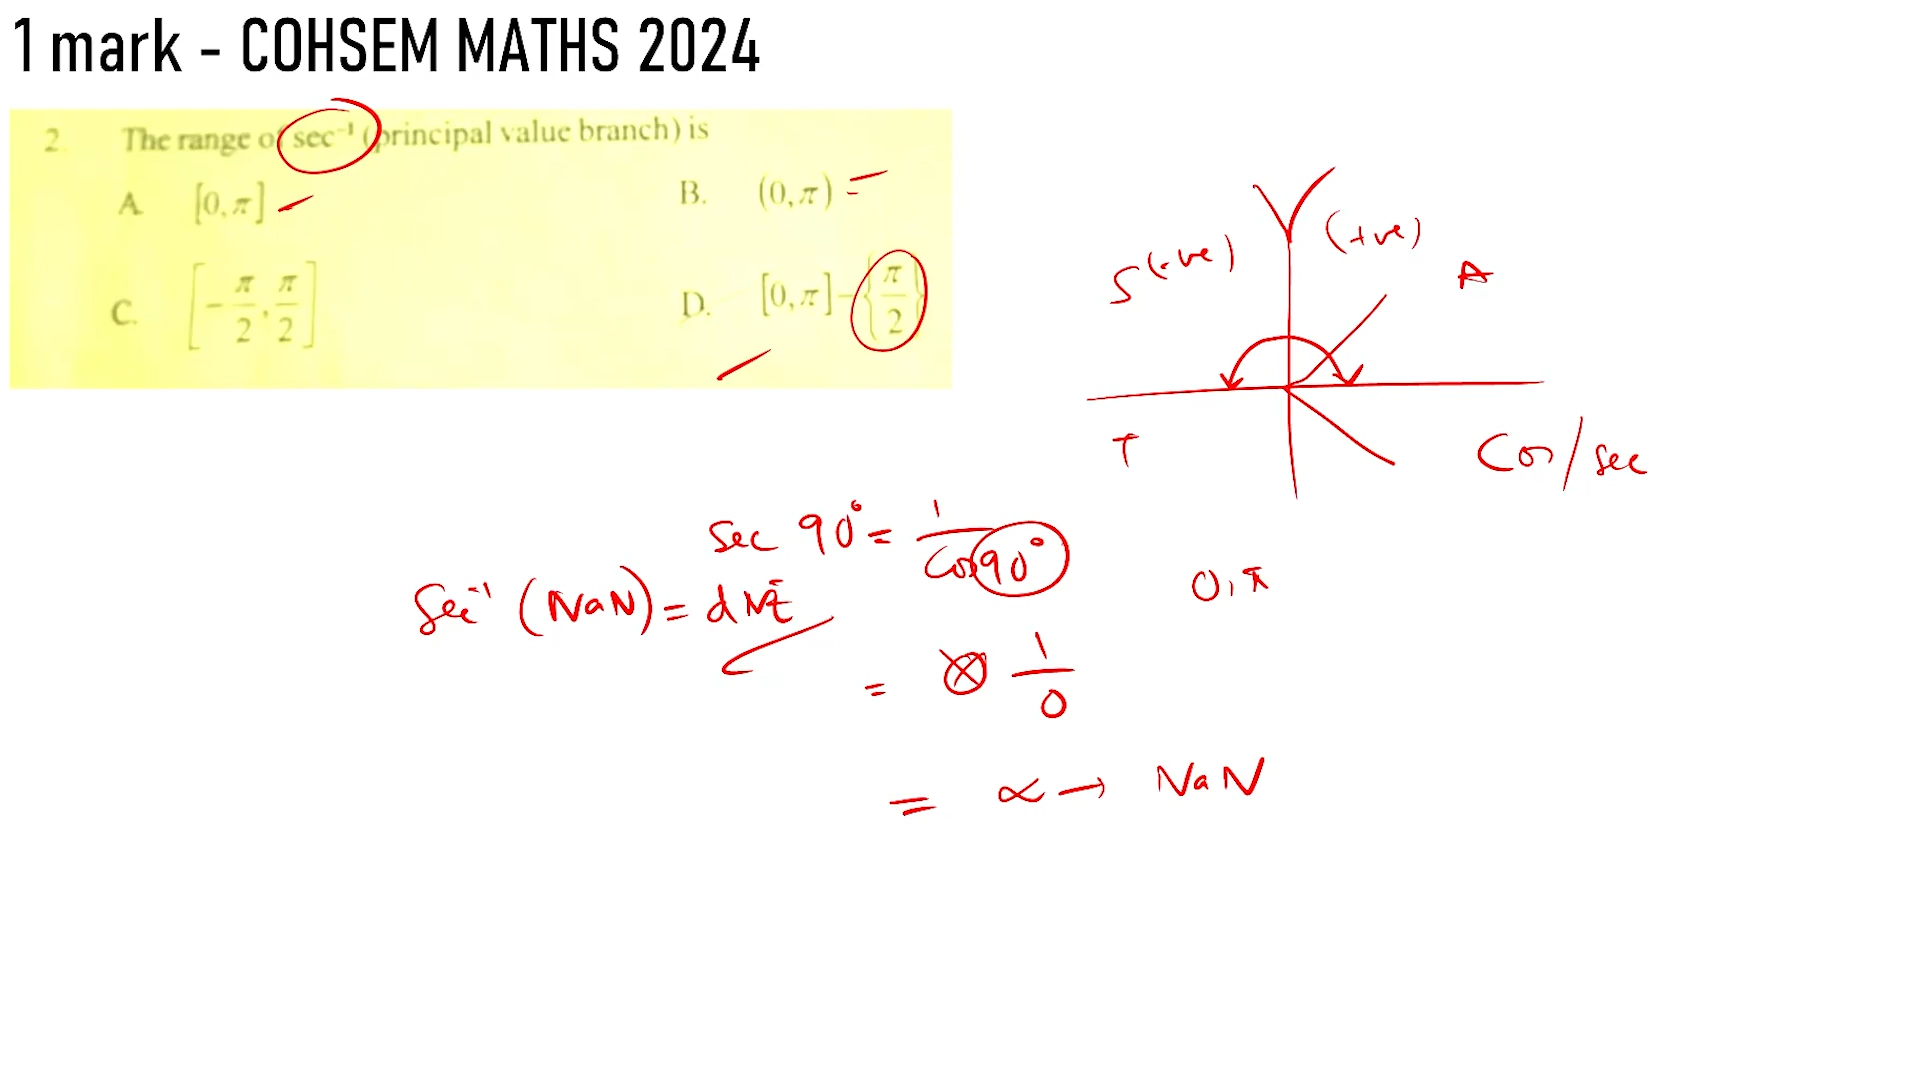 1 mark - COHSEM MATHS 2024
2. The range of sec⁻¹ (principal value branch) is
A. [0, π]
B. (0, π)
C. [-π/2, π/2]
D. [0, π] - {π/2}
S (-ve)
(+ve)
A
T
Cos/sec
Sec 90° = 1/Cos 90°
Sec⁻¹ (NaN) =
0, π
= 1/0
= ∝ → NaN